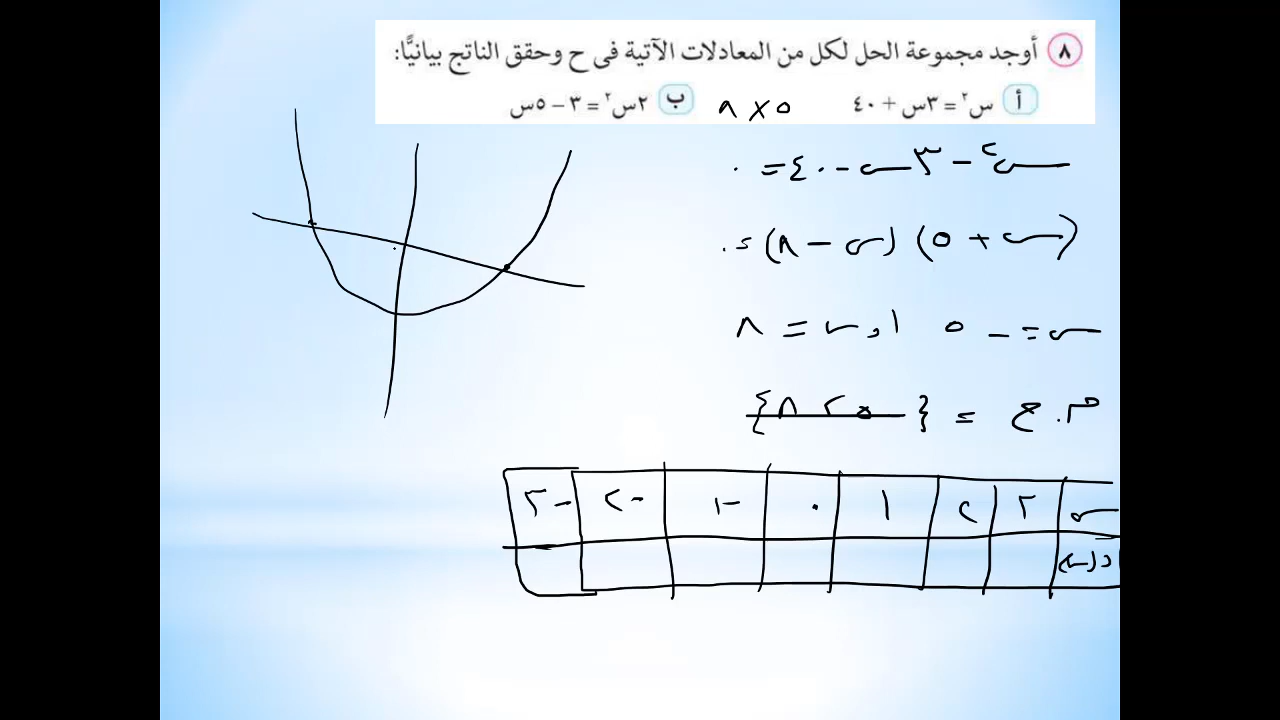 ٨ أوجد مجموعة الحل لكل من المعادلات الآتية فى ح وحقق الناتج بيانيًّا:
أ س٢ = ٣س + ٤٠ ب ٢س٢ = ٣ − ٥س
٥ × ٨
س٢ − ٣س − ٤٠ = ٠
(س + ٥) (س − ٨) = ٠
س = − ٥ او س = ٨
م.ح = {٥ ، ٨}
س ٣ ٢ ١ ٠ -١ -٢ -٣
د(س)